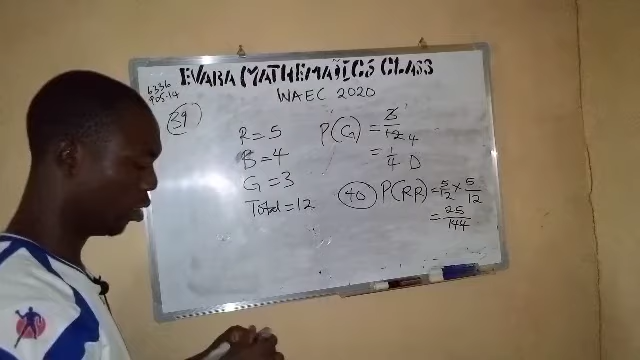 EVARA MATHEMATICS CLASS
WAEC 2020
39
R = 5
B = 4
G = 3
Total = 12
P(G) = 3/12 4
= 1/4 D
40 P(RR) = 5/12 x 5/12
= 25/144